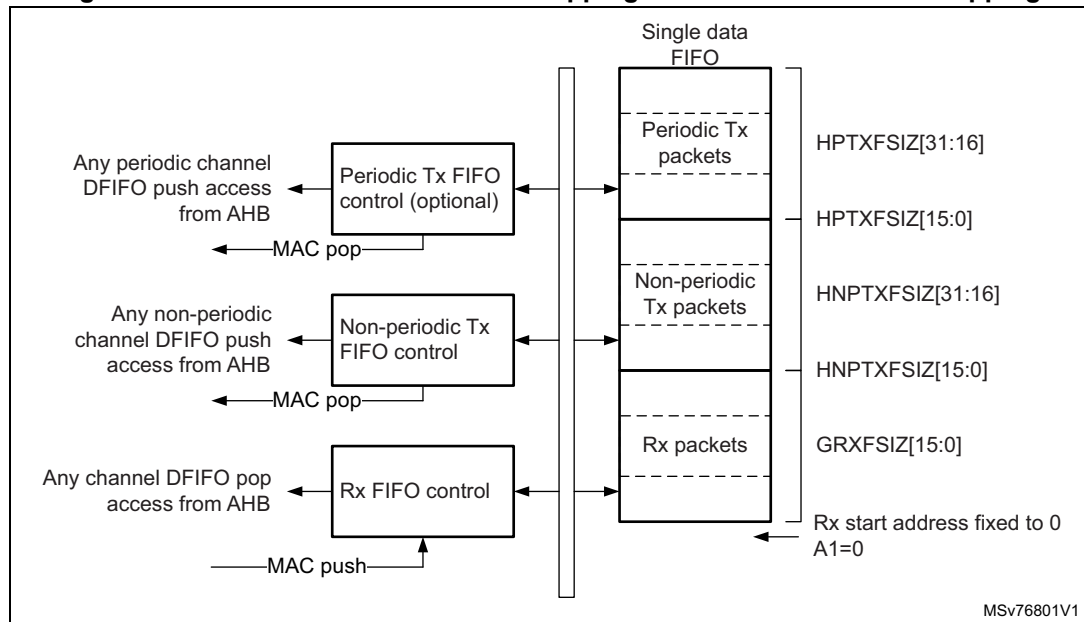 Single data
FIFO
Periodic Tx
packets
HPTXFSIZ[31:16]
Any periodic channel
DFIFO push access
from AHB
Periodic Tx FIFO
control (optional)
MAC pop
HPTXFSIZ[15:0]
Non-periodic
Tx packets
HNPTXFSIZ[31:16]
Any non-periodic
channel DFIFO push
access from AHB
Non-periodic Tx
FIFO control
MAC pop
HNPTXFSIZ[15:0]
Rx packets
GRXFSIZ[15:0]
Any channel DFIFO pop
access from AHB
Rx FIFO control
MAC push
Rx start address fixed to 0
A1=0
MSv76801V1